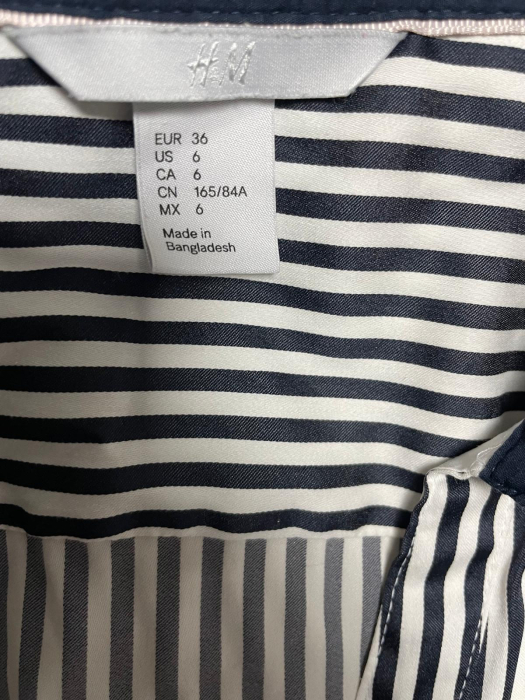 H&M
EUR 36
US 6
CA 6
CN 165/84A
MX 6
Made in
Bangladesh